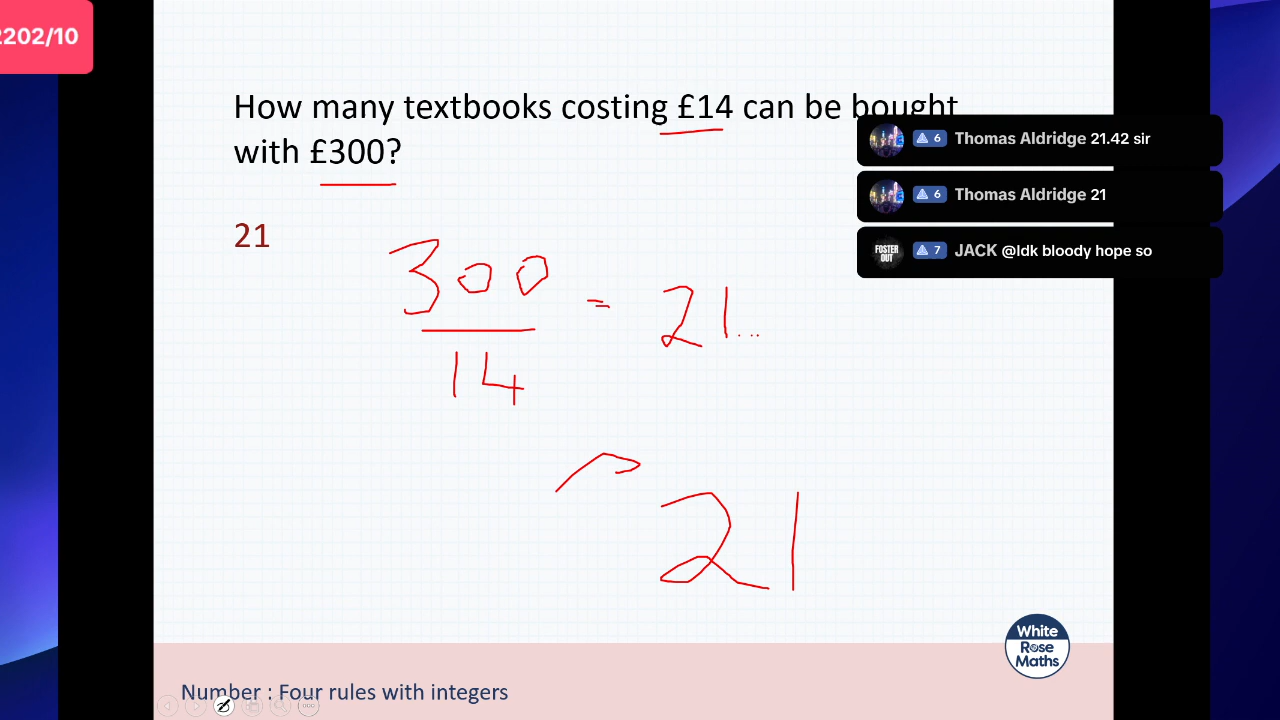 2202/10
How many textbooks costing £14 can be bought
with £300?
6 Thomas Aldridge 21.42 sir
6 Thomas Aldridge 21
FOSTER OUT 7 JACK @ldk bloody hope so
21
300
= 21...
14
21
White
Rose
Maths
Number : Four rules with integers